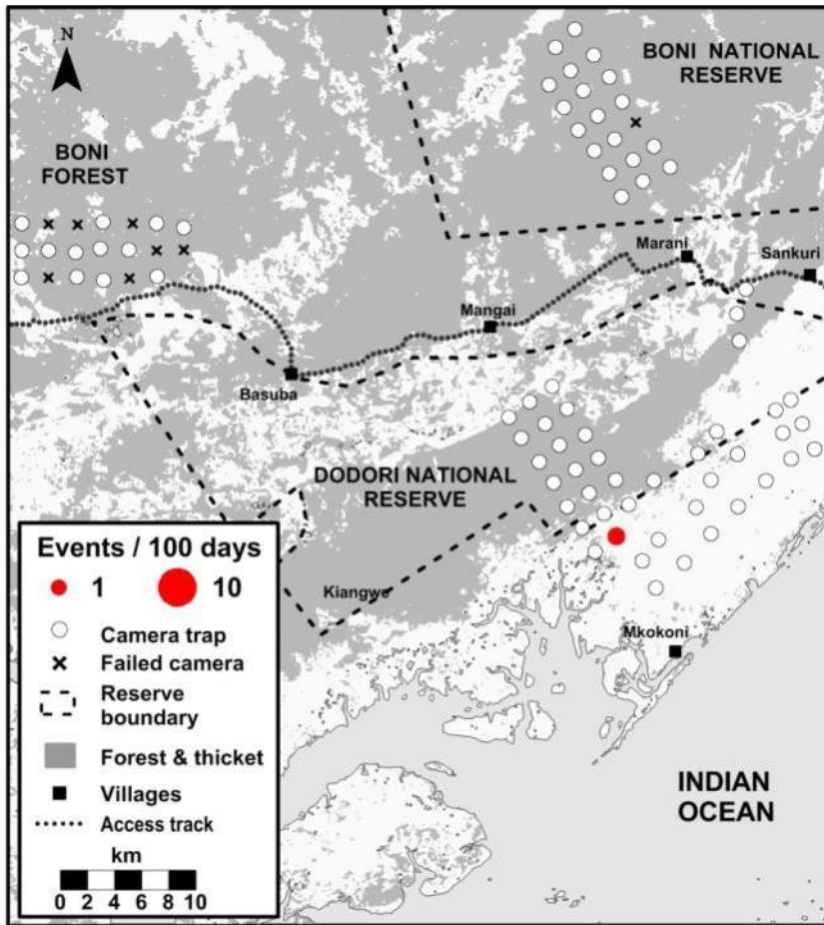 N
BONI NATIONAL
RESERVE
BONI
FOREST
Marani
Sankuri
Mangai
Basuba
DODORI NATIONAL
RESERVE
Kiangwe
Mkokoni
INDIAN
OCEAN
Events / 100 days
1 10
Camera trap
Failed camera
Reserve
boundary
Forest & thicket
Villages
Access track
km
0 2 4 6 8 10